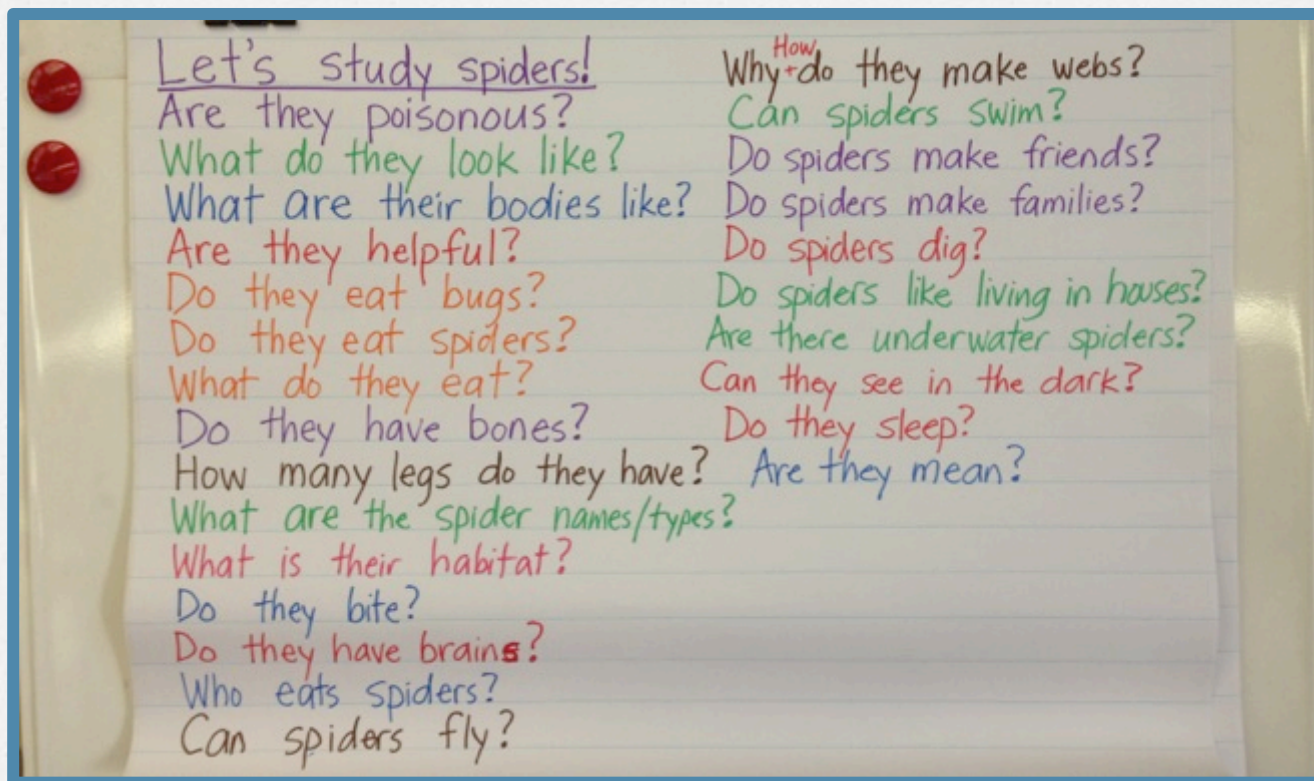 Let's study spiders!
Are they poisonous?
What do they look like?
What are their bodies like?
Are they helpful?
Do they eat bugs?
Do they eat spiders?
What do they eat?
Do they have bones?
How many legs do they have?
What are the spider names/types?
What is their habitat?
Do they bite?
Do they have brains?
Who eats spiders?
Can spiders fly?
Why + How do they make webs?
Can spiders swim?
Do spiders make friends?
Do spiders make families?
Do spiders dig?
Do spiders like living in houses?
Are there underwater spiders?
Can they see in the dark?
Do they sleep?
Are they mean?